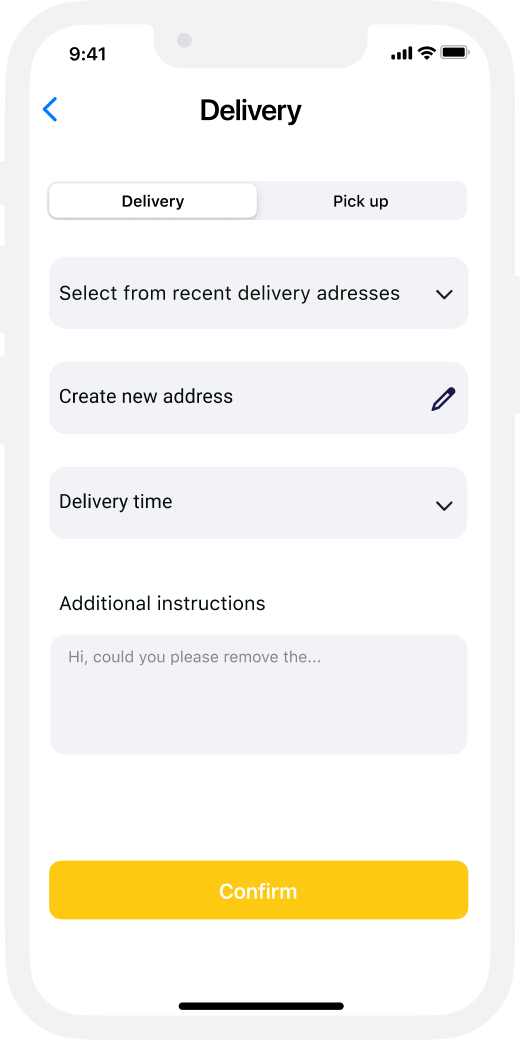 9:41
Delivery
Delivery
Pick up
Select from recent delivery adresses
Create new address
Delivery time
Additional instructions
Hi, could you please remove the...
Confirm